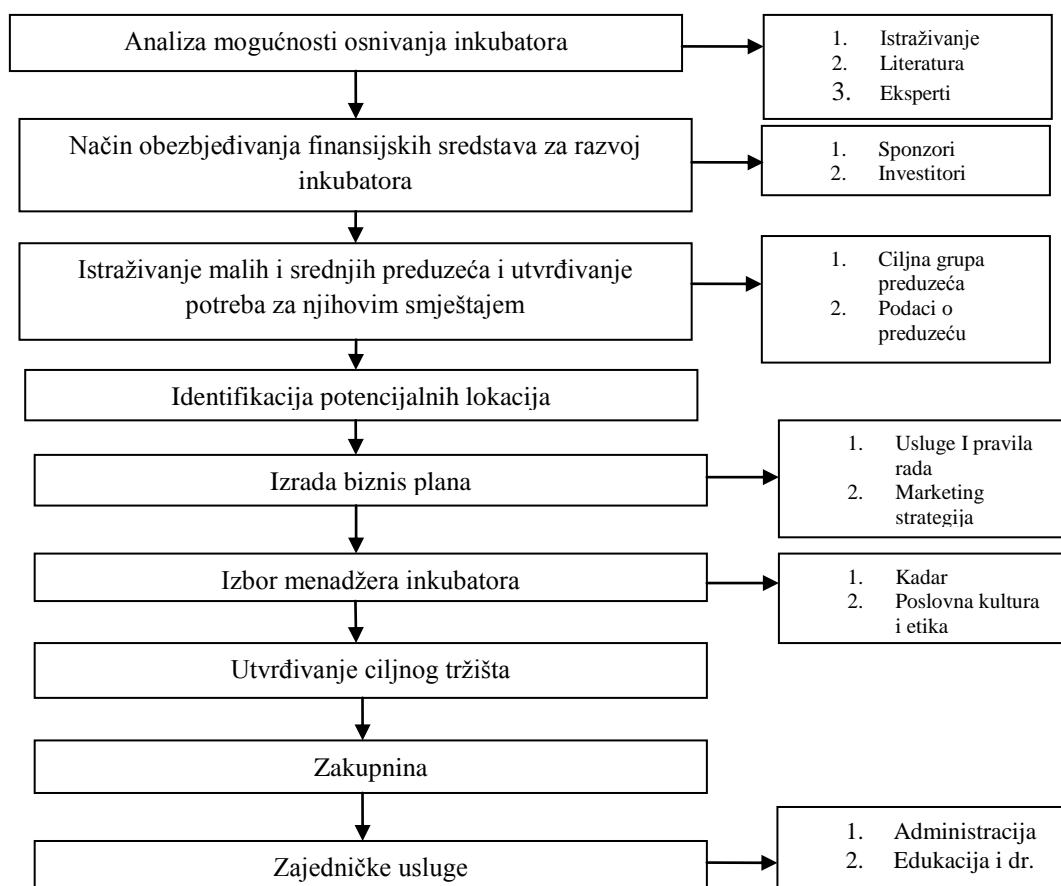 Analiza mogućnosti osnivanja inkubatora
1. Istraživanje
2. Literatura
3. Eksperti
Način obezbjeđivanja finansijskih sredstava za razvoj
inkubatora
1. Sponzori
2. Investitori
Istraživanje malih i srednjih preduzeća i utvrđivanje
potreba za njihovim smještajem
1. Ciljna grupa
preduzeća
2. Podaci o
preduzeću
Identifikacija potencijalnih lokacija
Izrada biznis plana
1. Usluge I pravila
rada
2. Marketing
strategija
Izbor menadžera inkubatora
1. Kadar
2. Poslovna kultura
i etika
Utvrđivanje ciljnog tržišta
Zakupnina
Zajedničke usluge
1. Administracija
2. Edukacija i dr.